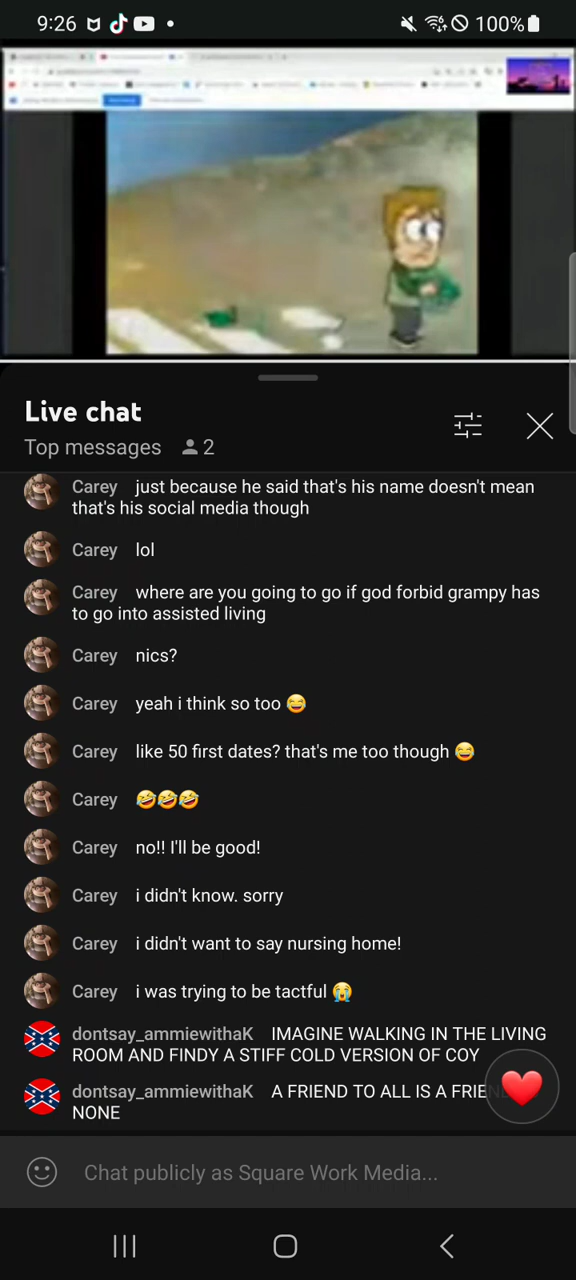 9:26
100%
Live chat
Top messages 2
Carey just because he said that's his name doesn't mean
that's his social media though
Carey lol
Carey where are you going to go if god forbid grampy has
to go into assisted living
Carey nics?
Carey yeah i think so too 😂
Carey like 50 first dates? that's me too though 😂
Carey 🤣🤣🤣
Carey no!! I'll be good!
Carey i didn't know. sorry
Carey i didn't want to say nursing home!
Carey i was trying to be tactful 😭
dontsay_ammiewithaK IMAGINE WALKING IN THE LIVING
ROOM AND FINDY A STIFF COLD VERSION OF COY
dontsay_ammiewithaK A FRIEND TO ALL IS A
NONE
Chat publicly as Square Work Media...